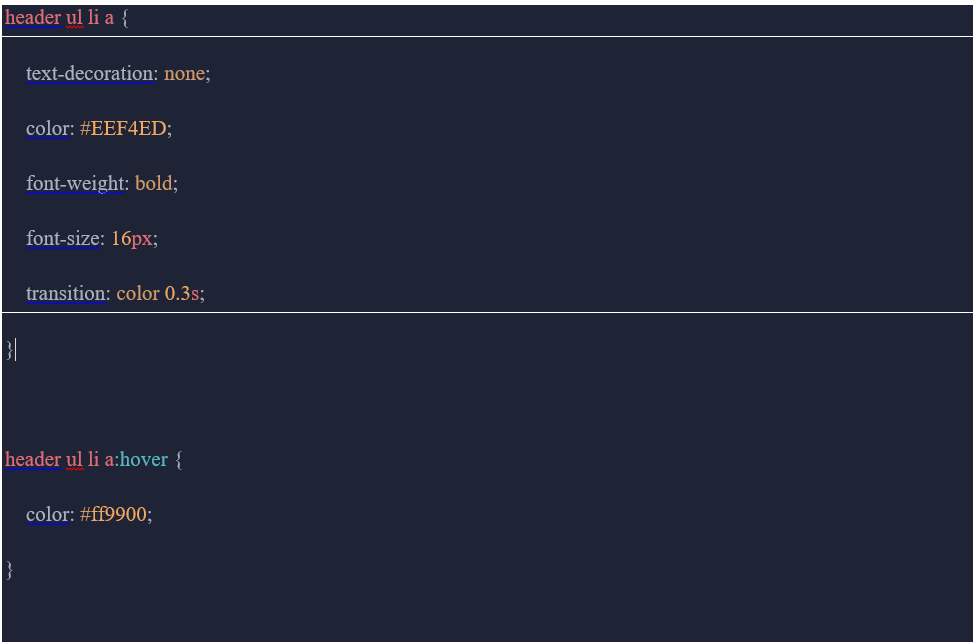 header ul li a {
text-decoration: none;
color: #EEF4ED;
font-weight: bold;
font-size: 16px;
transition: color 0.3s;
}
header ul li a:hover {
color: #ff9900;
}